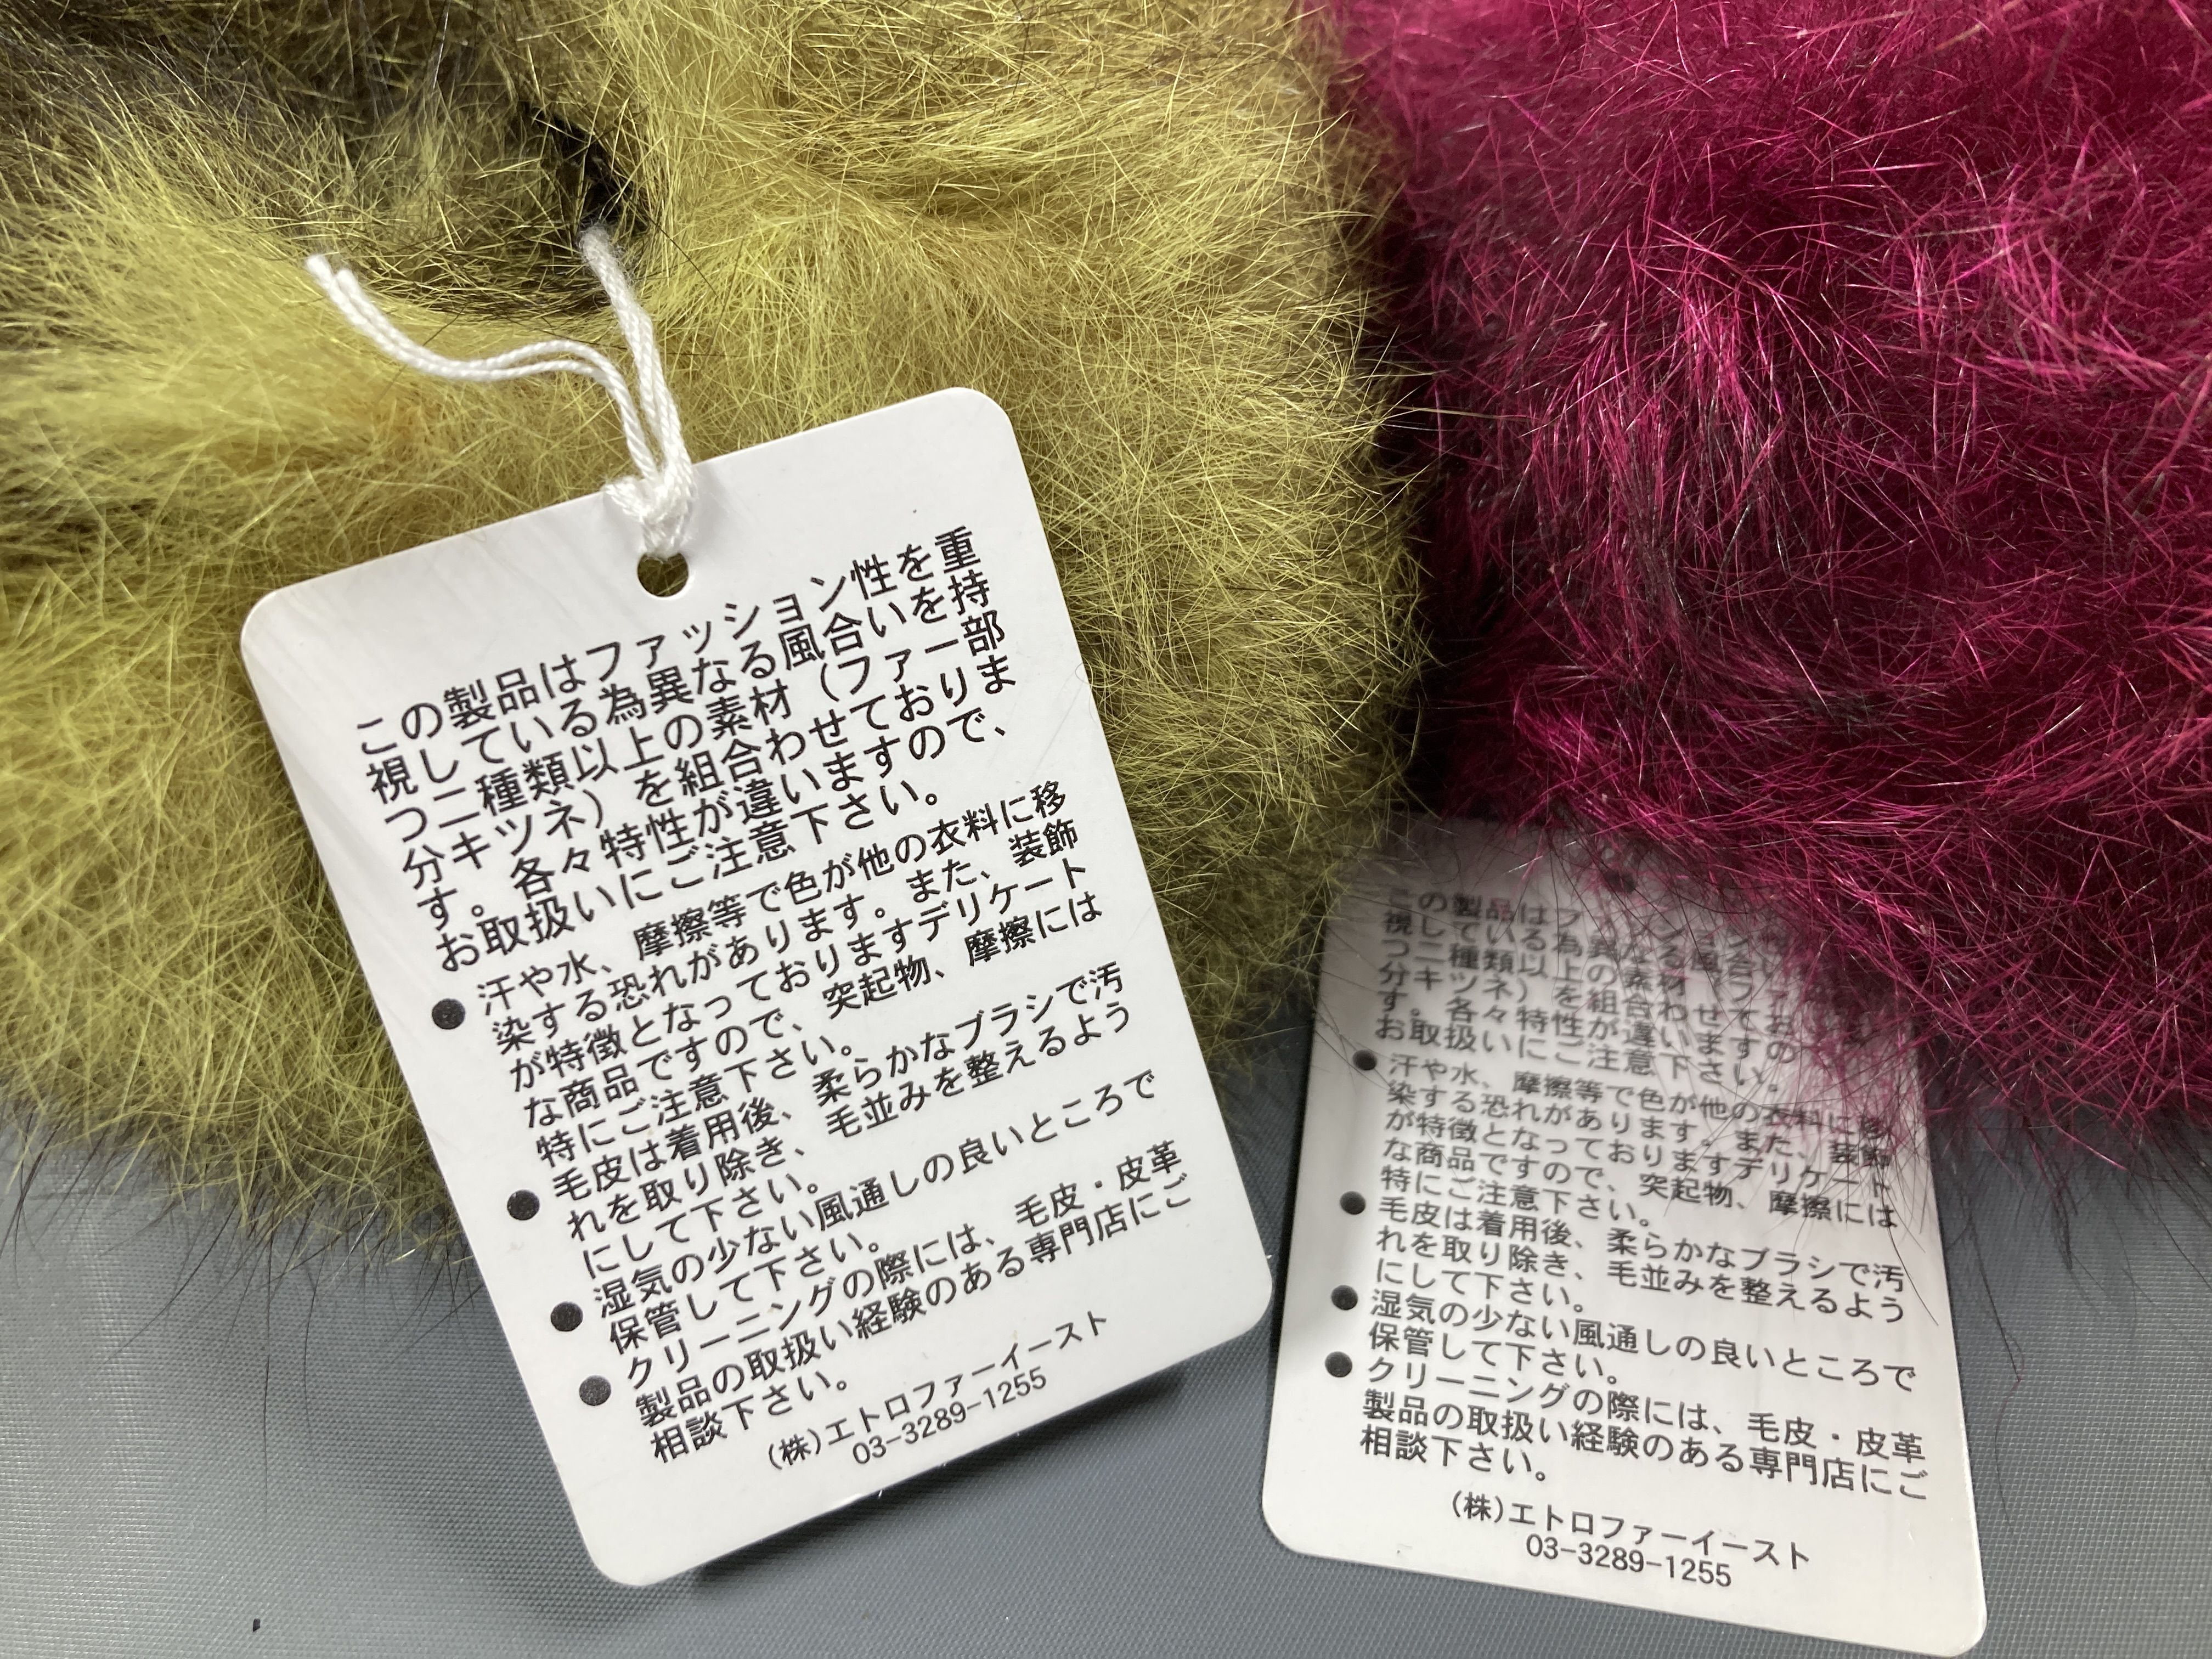 この製品はファッション性を重
視している為異なる風合いを持
つ二種類以上の素材（ファー部
分キツネ）を組合わせておりま
す。各々特性が違いますので、
お取扱いにご注意下さい。
●汗や水、摩擦等で色が他の衣料に移
染する恐れがあります。また、装飾
が特徴となっておりますデリケート
な商品ですので、突起物、摩擦には
特にご注意下さい。
●毛皮は着用後、柔らかなブラシで汚
れを取り除き、毛並みを整えるよう
にして下さい。
●湿気の少ない風通しの良いところで
保管して下さい。
●クリーニングの際には、毛皮・皮革
製品の取扱い経験のある専門店にご
相談下さい。
(株)エトロファーイースト
03-3289-1255
この製品はファッション
視している為異なる風合い
つ二種類以上の素材（ファ
分キツネ）を組合わせてお
す。各々特性が違いますの
お取扱いにご注意下さい。
●汗や水、摩擦等で色が他の衣料に移
染する恐れがあります。また、装飾
が特徴となっておりますデリケート
な商品ですので、突起物、摩擦には
特にご注意下さい。
●毛皮は着用後、柔らかなブラシで汚
れを取り除き、毛並みを整えるよう
にして下さい。
●湿気の少ない風通しの良いところで
保管して下さい。
●クリーニングの際には、毛皮・皮革
製品の取扱い経験のある専門店にご
相談下さい。
(株)エトロファーイースト
03-3289-1255